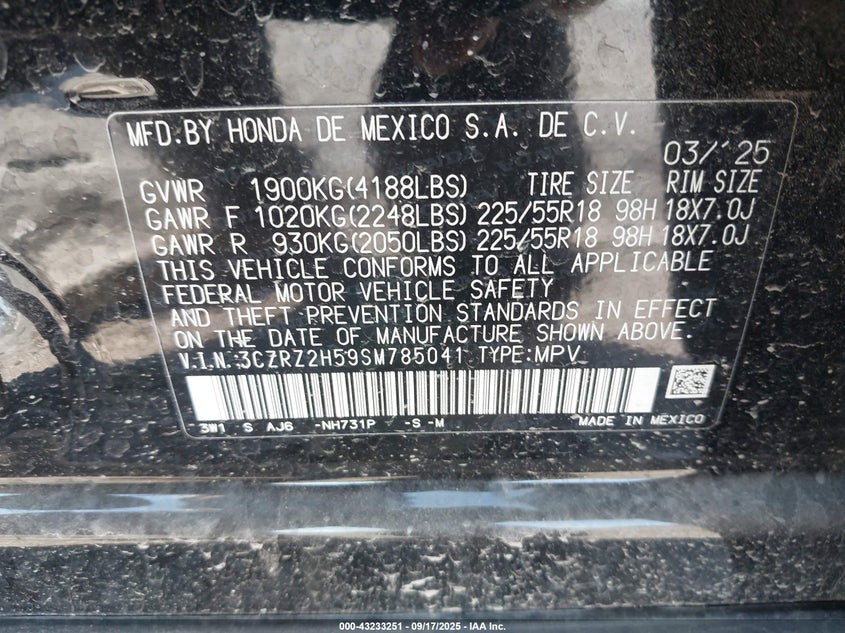 MFD.BY HONDA DE MEXICO S.A. DE C.V.
03/'25
GVWR 1900KG(4188LBS) TIRE SIZE RIM SIZE
GAWR F 1020KG(2248LBS) 225/55R18 98H 18X7.0J
GAWR R 930KG(2050LBS) 225/55R18 98H 18X7.0J
THIS VEHICLE CONFORMS TO ALL APPLICABLE
FEDERAL MOTOR VEHICLE SAFETY
AND THEFT PREVENTION STANDARDS IN EFFECT
ON THE DATE OF MANUFACTURE SHOWN ABOVE.
V.I.N.:3CZRZ2H59SM785041 TYPE:MPV
3W1 S AJ6 -NH731P -S -M MADE IN MEXICO
000-43233251 - 09/17/2025 - IAA Inc.